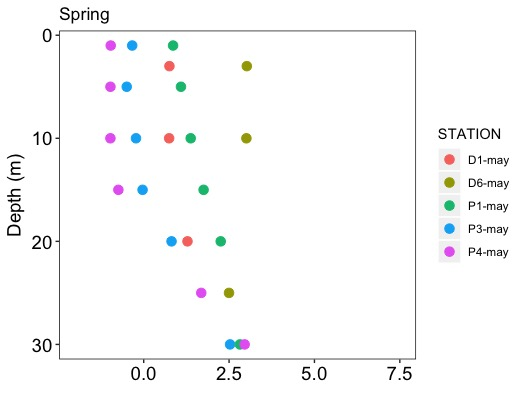 Spring
0
10
20
30
Depth (m)
0.0 2.5 5.0 7.5
STATION
D1-may
D6-may
P1-may
P3-may
P4-may